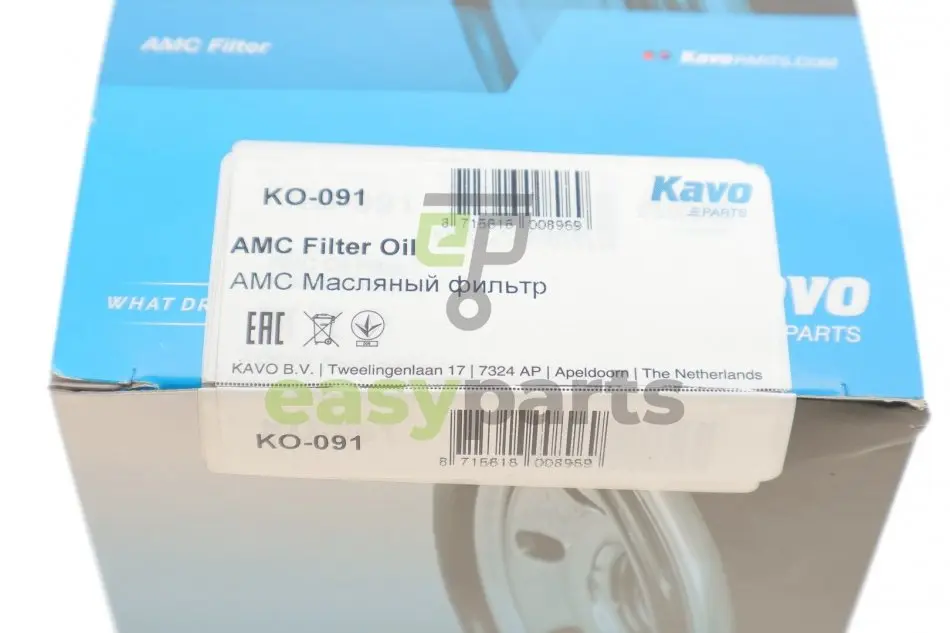 AMC Filter
KavoPARTS.COM
KO-091
8 715616 008969
Kavo
PARTS
AMC Filter Oil
АМС Масляный фильтр
WHAT DR
EAC
KAVO B.V. | Tweelingenlaan 17 | 7324 AP | Apeldoorn | The Netherlands
PARTS
easyparts
KO-091
8 715616 008969